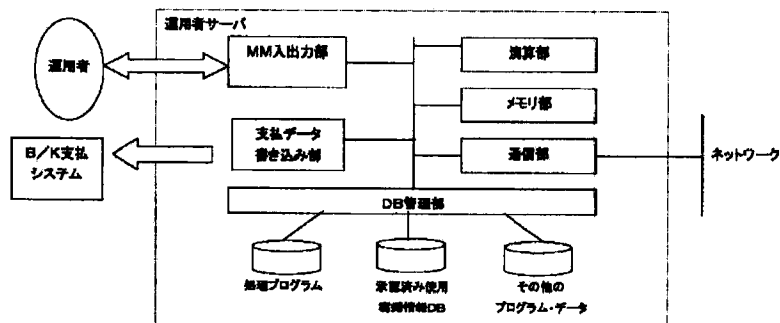 運用者サーバ
運用者
MM入出力部
演算部
メモリ部
支払データ
書き込み部
通信部
B/K支払
システム
ネットワーク
DB管理部
処理プログラム
承認済み使用
実績情報DB
その他の
プログラム・データ